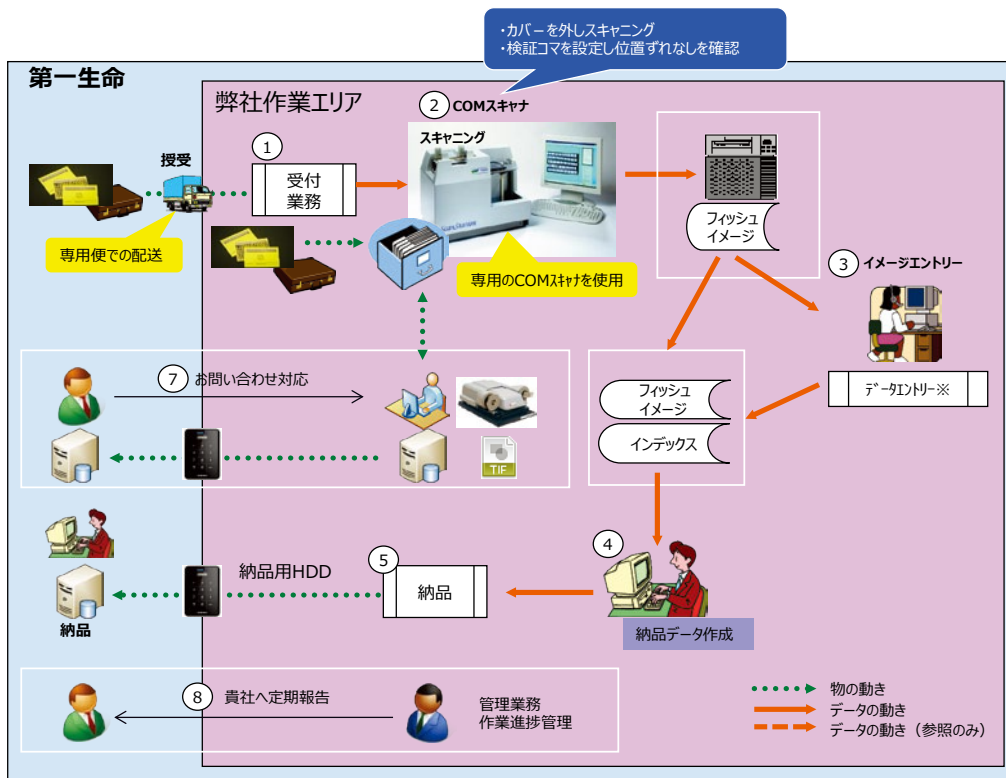 ・カバーを外しスキャニング
・検証コマを設定し位置ずれなしを確認
第一生命
弊社作業エリア
② COMスキャナ
スキャニング
①
授受
受付
業務
専用便での配送
専用のCOMスキャナを使用
フィッシュ
イメージ
③ イメージエントリー
データエントリー※
⑦ お問い合わせ対応
フィッシュ
イメージ
インデックス
TIF
④
納品データ作成
⑤
納品
納品用HDD
納品
⑧ 貴社へ定期報告
管理業務
作業進捗管理
物の動き
データの動き
データの動き（参照のみ）